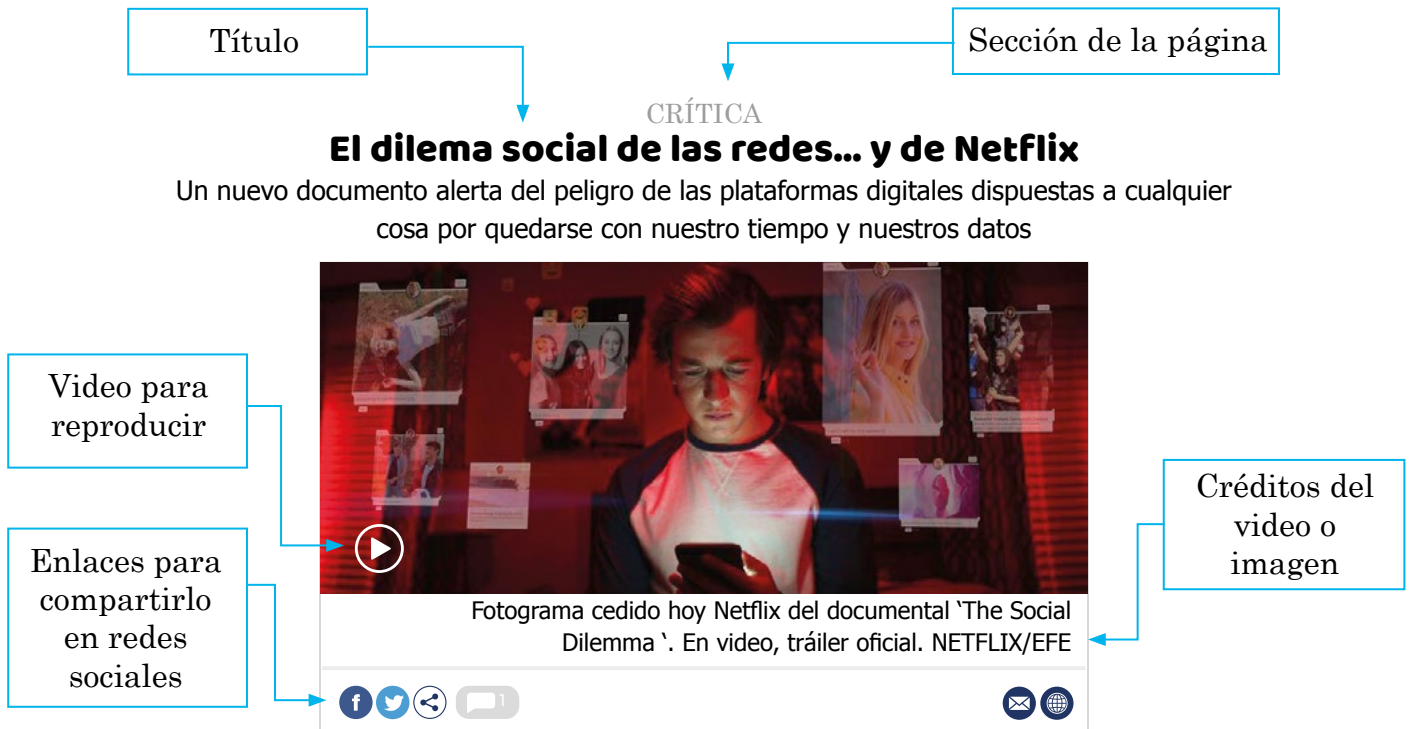 Título
Sección de la página
CRÍTICA
El dilema social de las redes... y de Netflix
Un nuevo documento alerta del peligro de las plataformas digitales dispuestas a cualquier
cosa por quedarse con nuestro tiempo y nuestros datos
Video para
reproducir
Enlaces para
compartirlo
en redes
sociales
Créditos del
video o
imagen
Fotograma cedido hoy Netflix del documental ‘The Social
Dilemma ‘. En video, tráiler oficial. NETFLIX/EFE
f
1